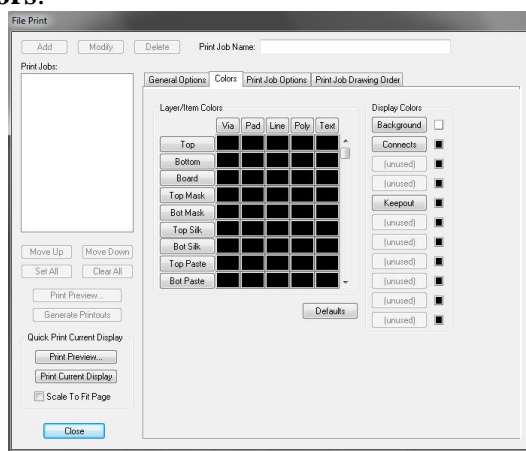 ors.
File Print
Add Modify Delete Print Job Name:
Print Jobs:
General Options Colors Print Job Options Print Job Drawing Order
Layer/Item Colors Display Colors
Via Pad Line Poly Text Background
Top Connects
Bottom (unused)
Board (unused)
Top Mask Keepout
Bot Mask (unused)
Top Silk (unused)
Bot Silk (unused)
Top Paste (unused)
Bot Paste (unused)
Defaults (unused)
Move Up Move Down
Set All Clear All
Print Preview...
Generate Printouts
Quick Print Current Display
Print Preview...
Print Current Display
Scale To Fit Page
Close